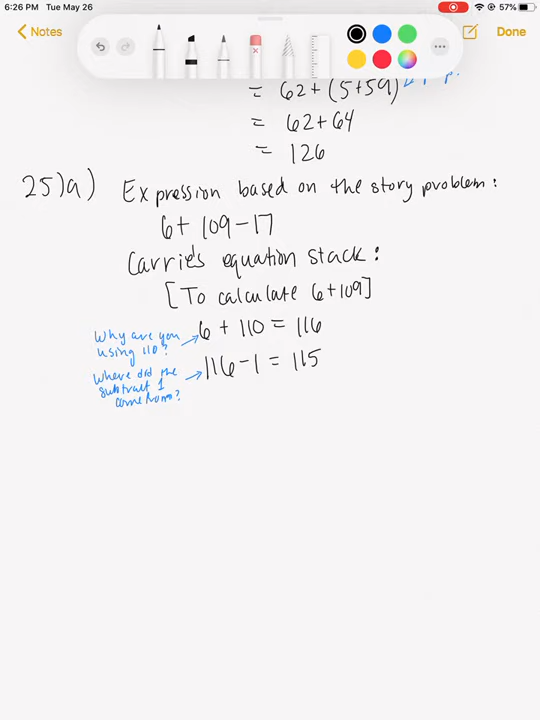 6:26 PM Tue May 26
57%
Notes
Done
= 62+(5+59)
= 62+64
= 126
25)a) Expression based on the story problem:
6+ 109-17
Carrie's equation stack:
[To calculate 6+109]
Why are you
using 110?
6 + 110 = 116
Where did the
subtract 1
come from?
116-1 = 115